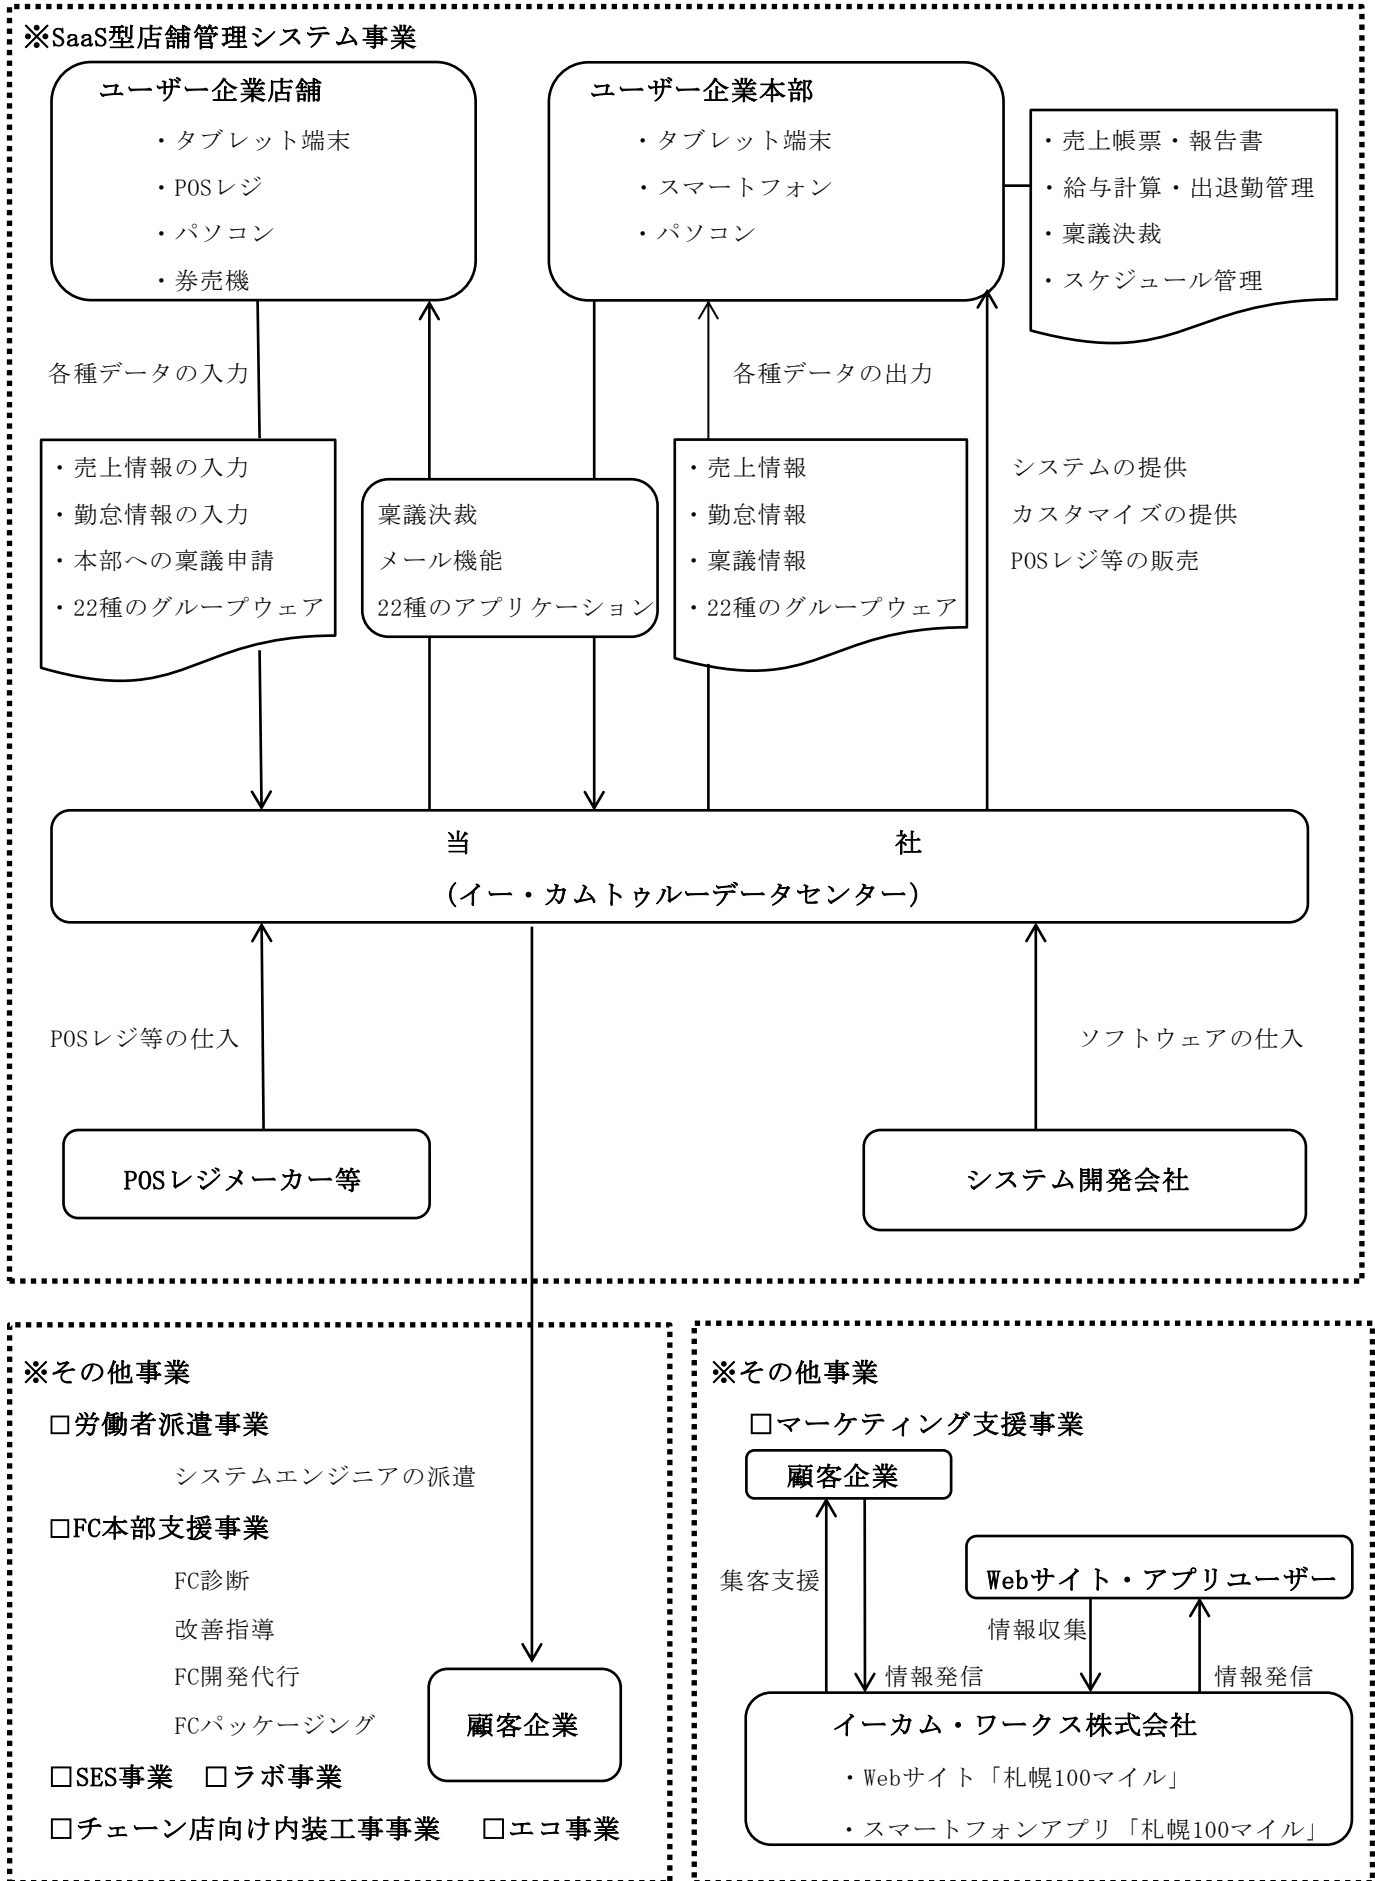 ※SaaS型店舗管理システム事業
ユーザー企業店舗
・タブレット端末
・POSレジ
・パソコン
・券売機
ユーザー企業本部
・タブレット端末
・スマートフォン
・パソコン
・売上帳票・報告書
・給与計算・出退勤管理
・稟議決裁
・スケジュール管理
各種データの入力
各種データの出力
・売上情報の入力
・勤怠情報の入力
・本部への稟議申請
・22種のグループウェア
稟議決裁
メール機能
22種のアプリケーション
・売上情報
・勤怠情報
・稟議情報
・22種のグループウェア
システムの提供
カスタマイズの提供
POSレジ等の販売
当 社
(イー・カムトゥルーデータセンター)
POSレジ等の仕入
ソフトウェアの仕入
POSレジメーカー等
システム開発会社
※その他事業
□労働者派遣事業
システムエンジニアの派遣
□FC本部支援事業
FC診断
改善指導
FC開発代行
FCパッケージング
顧客企業
□SES事業 □ラボ事業
□チェーン店向け内装工事事業 □エコ事業
※その他事業
□マーケティング支援事業
顧客企業
Webサイト・アプリユーザー
集客支援
情報収集
情報発信
情報発信
イーカム・ワークス株式会社
・Webサイト「札幌100マイル」
・スマートフォンアプリ「札幌100マイル」